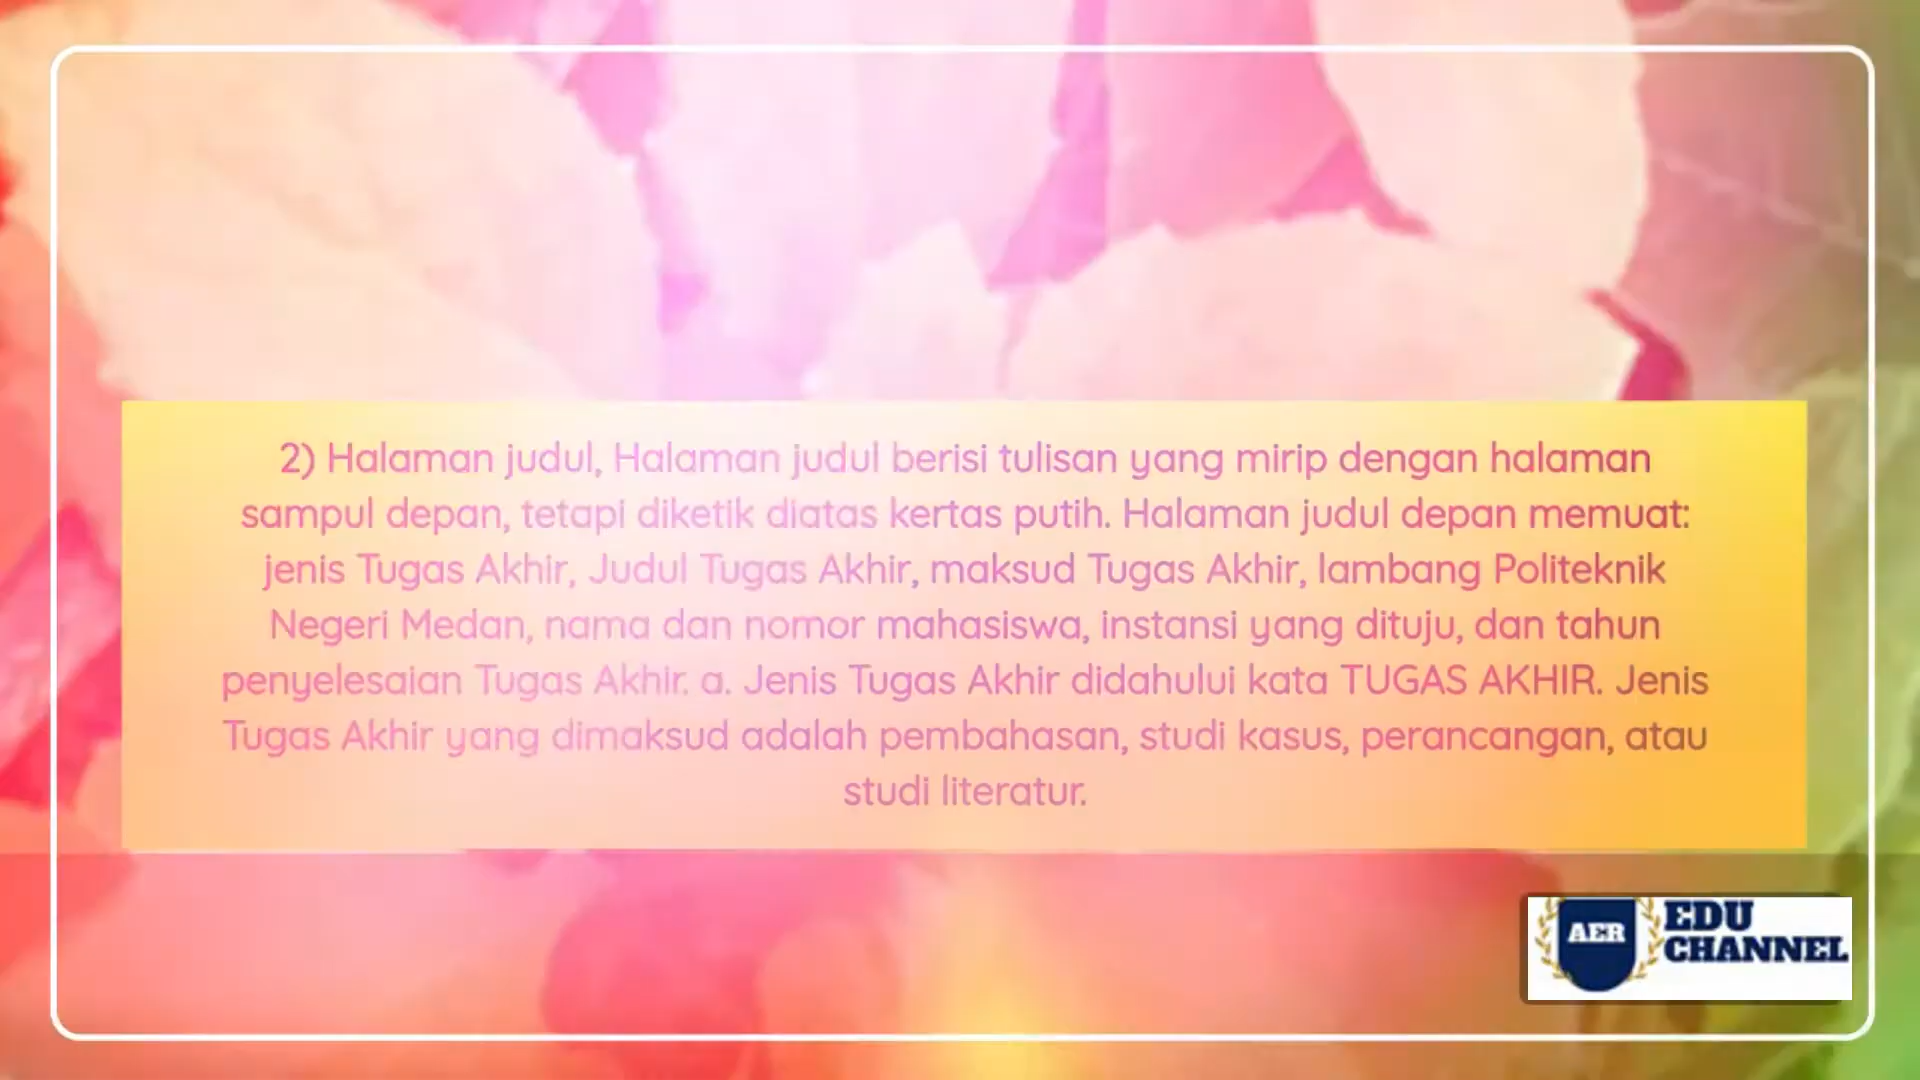 2) Halaman judul, Halaman judul berisi tulisan yang mirip dengan halaman
sampul depan, tetapi diketik diatas kertas putih. Halaman judul depan memuat:
jenis Tugas Akhir, Judul Tugas Akhir, maksud Tugas Akhir, lambang Politeknik
Negeri Medan, nama dan nomor mahasiswa, instansi yang dituju, dan tahun
penyelesaian Tugas Akhir. a. Jenis Tugas Akhir didahului kata TUGAS AKHIR. Jenis
Tugas Akhir yang dimaksud adalah pembahasan, studi kasus, perancangan, atau
studi literatur.
AER
EDU
CHANNEL